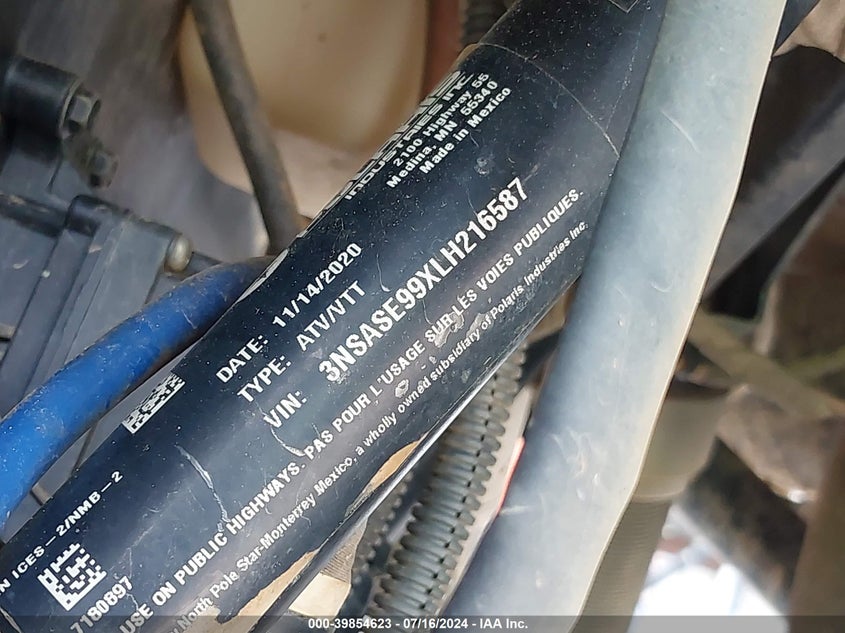 INDUSTRIES INC.
2100 Highway 55
Medina, MN 55340
Made in Mexico
DATE: 11/14/2020
TYPE: ATV/VTT
VIN: 3NSASE99XLH216587
USE ON PUBLIC HIGHWAYS. PAS POUR L'USAGE SUR LES VOIES PUBLIQUES.
North Pole Star-Monterrey Mexico, a wholly owned subsidiary of Polaris Industries Inc.
ICES-2/NMB-2
7180897
000-39854623 - 07/16/2024 - IAA Inc.